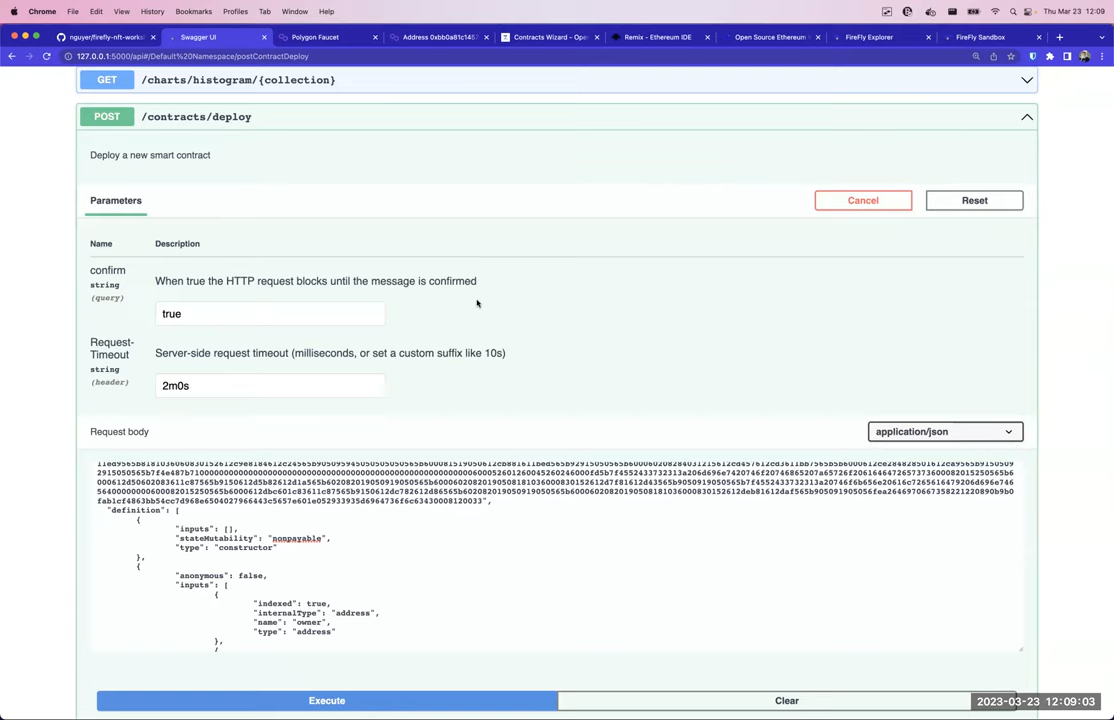 Chrome File Edit View History Bookmarks Profiles Tab Window Help Thu Mar 23 12:09
nguyer/firefly-nft-works Swagger UI Polygon Faucet Address 0xbb0a81c1457 Contracts Wizard - Open Remix - Ethereum IDE Open Source Ethereum FireFly Explorer FireFly Sandbox
127.0.0.1:5000/api#/Default%20Namespace/postContractDeploy
GET /charts/histogram/{collection}
POST /contracts/deploy
Deploy a new smart contract
Parameters Cancel Reset
Name Description
confirm
string
(query)
When true the HTTP request blocks until the message is confirmed
true
Request-
Timeout
string
(header)
Server-side request timeout (milliseconds, or set a custom suffix like 10s)
2m0s
Request body application/json
"definition": [
{
"inputs": [],
"stateMutability": "nonpayable",
"type": "constructor"
},
{
"anonymous": false,
"inputs": [
{
"indexed": true,
"internalType": "address",
"name": "owner",
"type": "address"
},
Execute Clear
2023-03-23 12:09:03